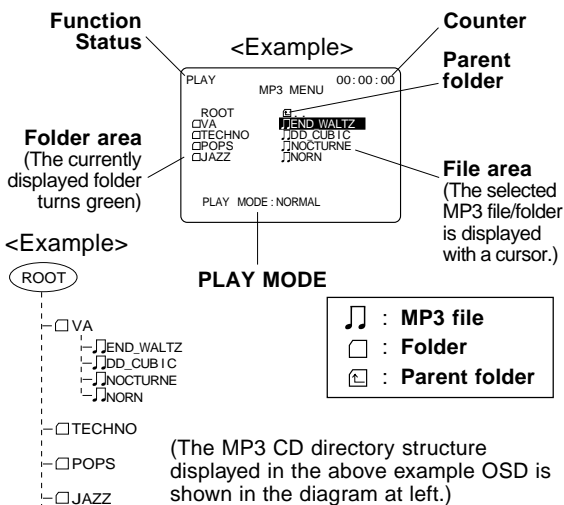 Function Status
<Example>
Counter
Parent folder
PLAY
MP3 MENU
00:00:00
ROOT
VA
TECHNO
POPS
JAZZ
..
END_WALTZ
DD_CUBIC
NOCTURNE
NORN
PLAY MODE : NORMAL
Folder area
(The currently
displayed folder
turns green)
File area
(The selected
MP3 file/folder
is displayed
with a cursor.)
PLAY MODE
<Example>
ROOT
VA
END_WALTZ
DD_CUBIC
NOCTURNE
NORN
TECHNO
POPS
JAZZ
: MP3 file
: Folder
: Parent folder
(The MP3 CD directory structure
displayed in the above example OSD is
shown in the diagram at left.)